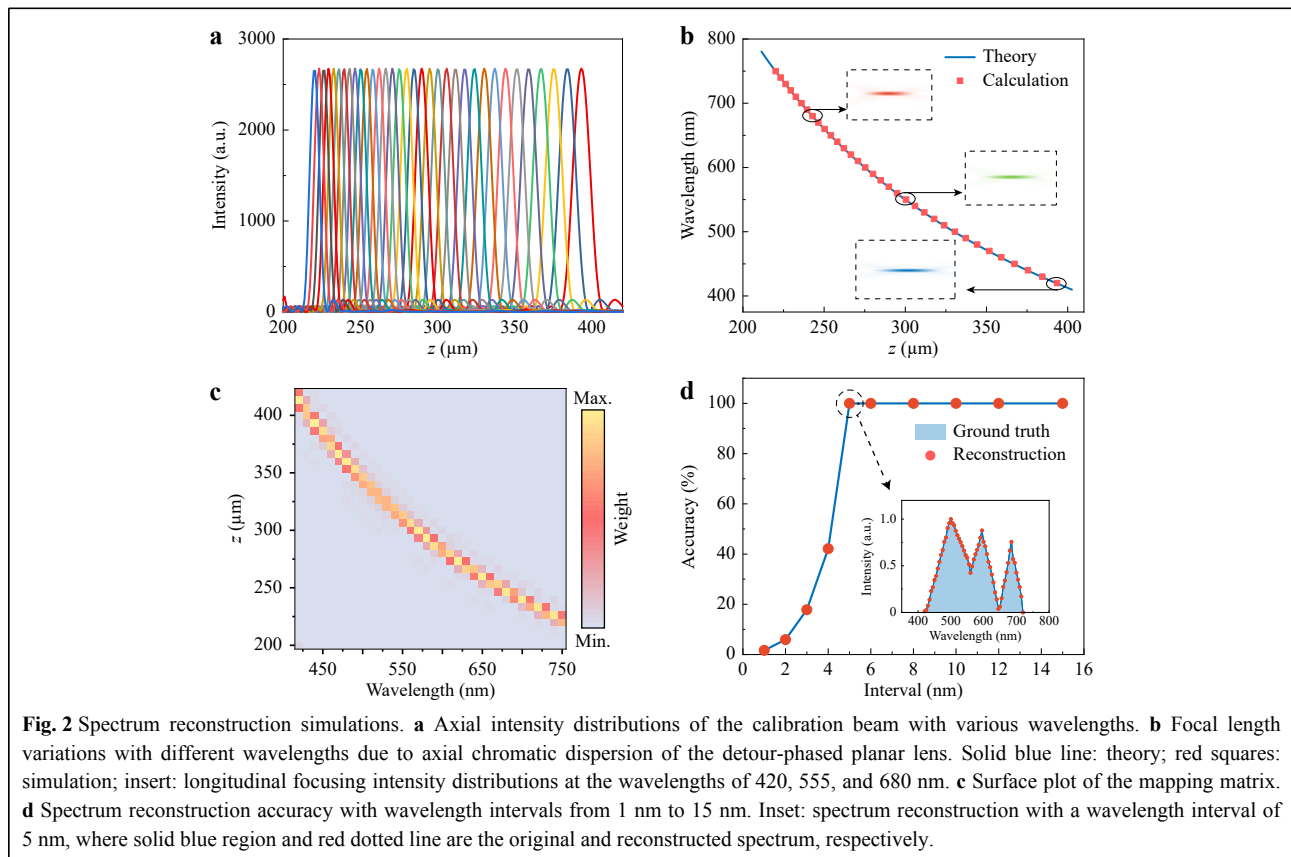 a
3000
2000
1000
0
Intensity (a.u.)
200 250 300 350 400
z (μm)
b
800
700
600
500
400
Wavelength (nm)
Theory
Calculation
200 250 300 350 400
z (μm)
c
400
350
300
250
200
z (μm)
450 550 650 750
Wavelength (nm)
Max.
Weight
Min.
d
100
80
60
40
20
0
Accuracy (%)
Ground truth
Reconstruction
1.0
0.5
0
Intensity (a.u.)
400 500 600 700 800
Wavelength (nm)
0 2 4 6 8 10 12 14 16
Interval (nm)
Fig. 2 Spectrum reconstruction simulations. a Axial intensity distributions of the calibration beam with various wavelengths. b Focal length
variations with different wavelengths due to axial chromatic dispersion of the detour-phased planar lens. Solid blue line: theory; red squares:
simulation; insert: longitudinal focusing intensity distributions at the wavelengths of 420, 555, and 680 nm. c Surface plot of the mapping matrix.
d Spectrum reconstruction accuracy with wavelength intervals from 1 nm to 15 nm. Inset: spectrum reconstruction with a wavelength interval of
5 nm, where solid blue region and red dotted line are the original and reconstructed spectrum, respectively.